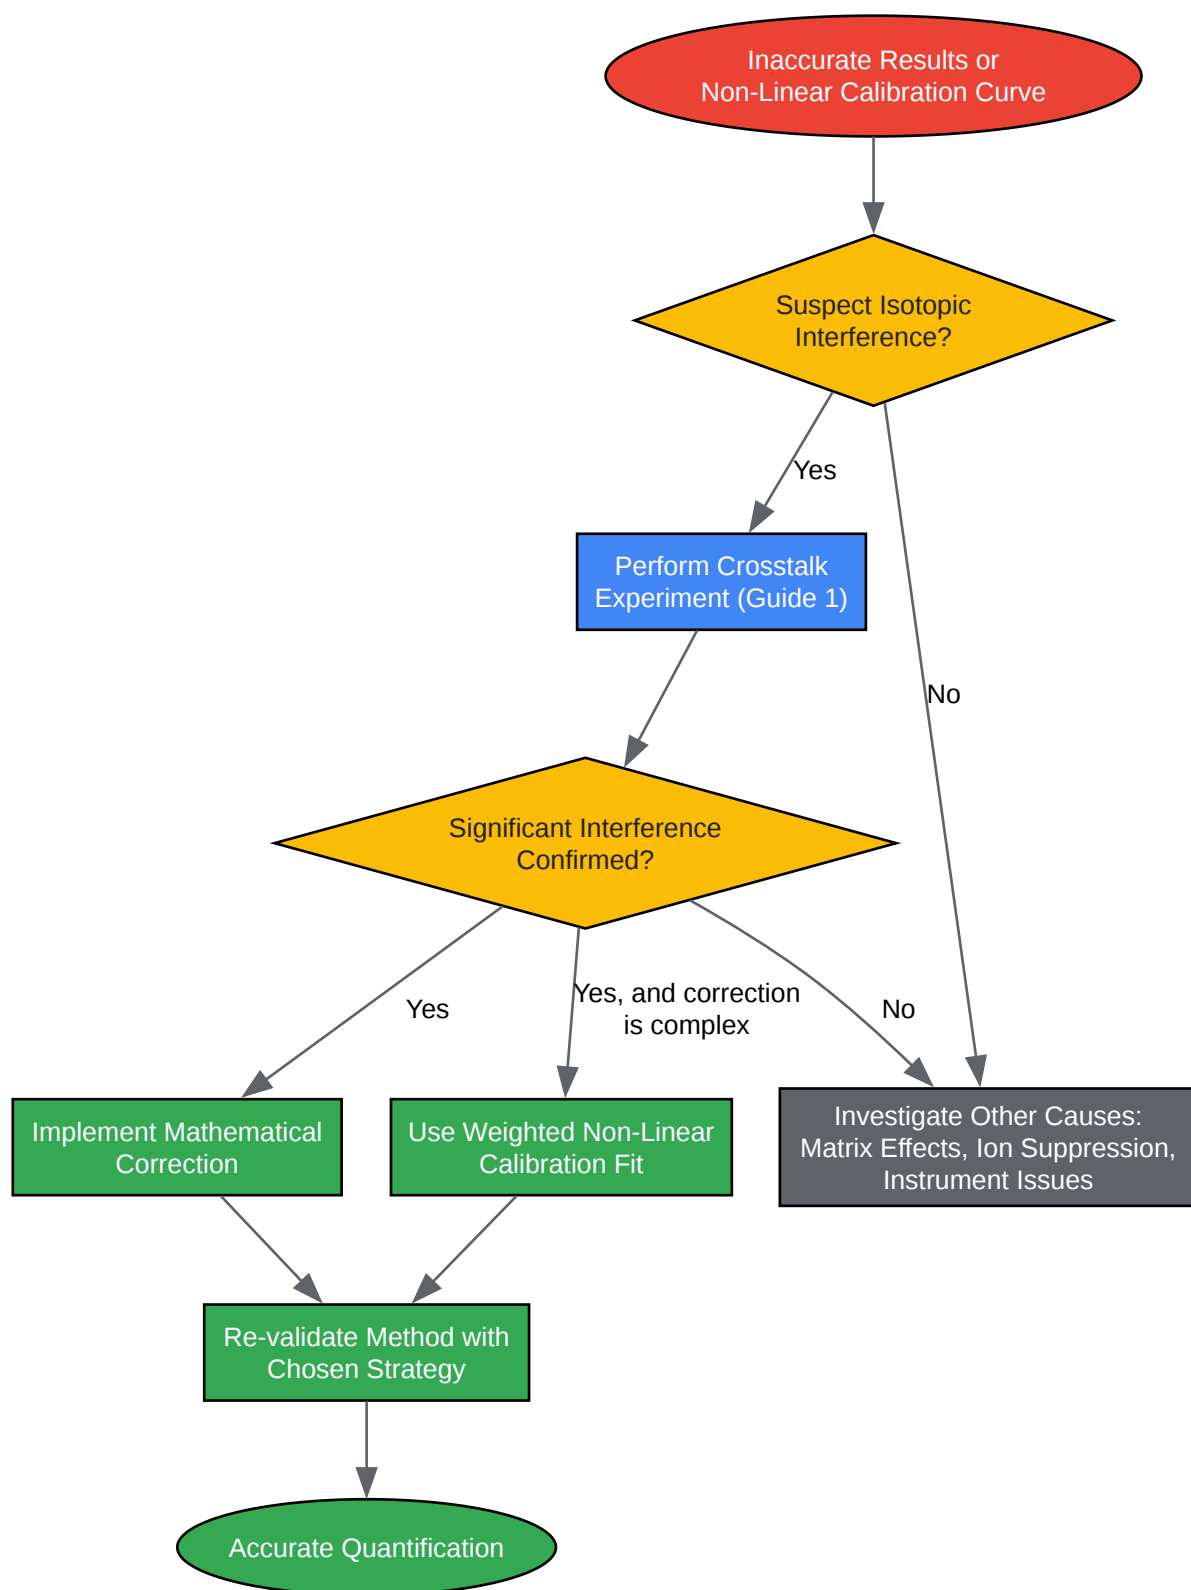 Inaccurate Results or
Non-Linear Calibration Curve
Suspect Isotopic
Interference?
Yes
Perform Crosstalk
Experiment (Guide 1)
No
Significant Interference
Confirmed?
Yes
Yes, and correction
is complex
No
Implement Mathematical
Correction
Use Weighted Non-Linear
Calibration Fit
Investigate Other Causes:
Matrix Effects, Ion Suppression,
Instrument Issues
Re-validate Method with
Chosen Strategy
Accurate Quantification